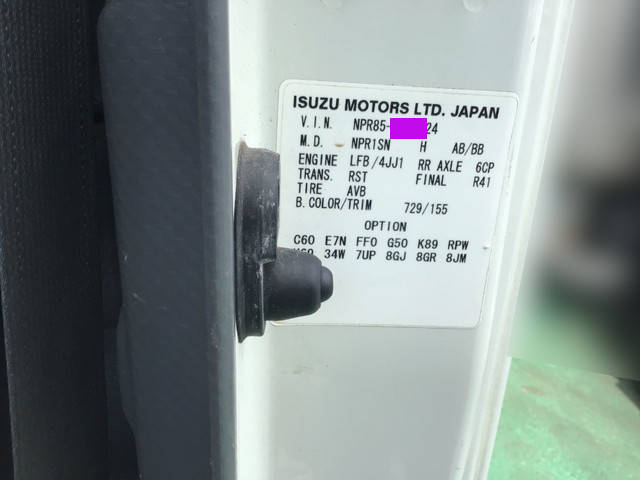 ISUZU MOTORS LTD. JAPAN
V.I.N. NPR85- 24
M.D. NPR1SN H AB/BB
ENGINE LFB/4JJ1 RR AXLE 6CP
TRANS. RST FINAL R41
TIRE AVB
B.COLOR/TRIM 729/155
OPTION
C60 E7N FF0 G50 K89 RPW
34W 7UP 8GJ 8GR 8JM